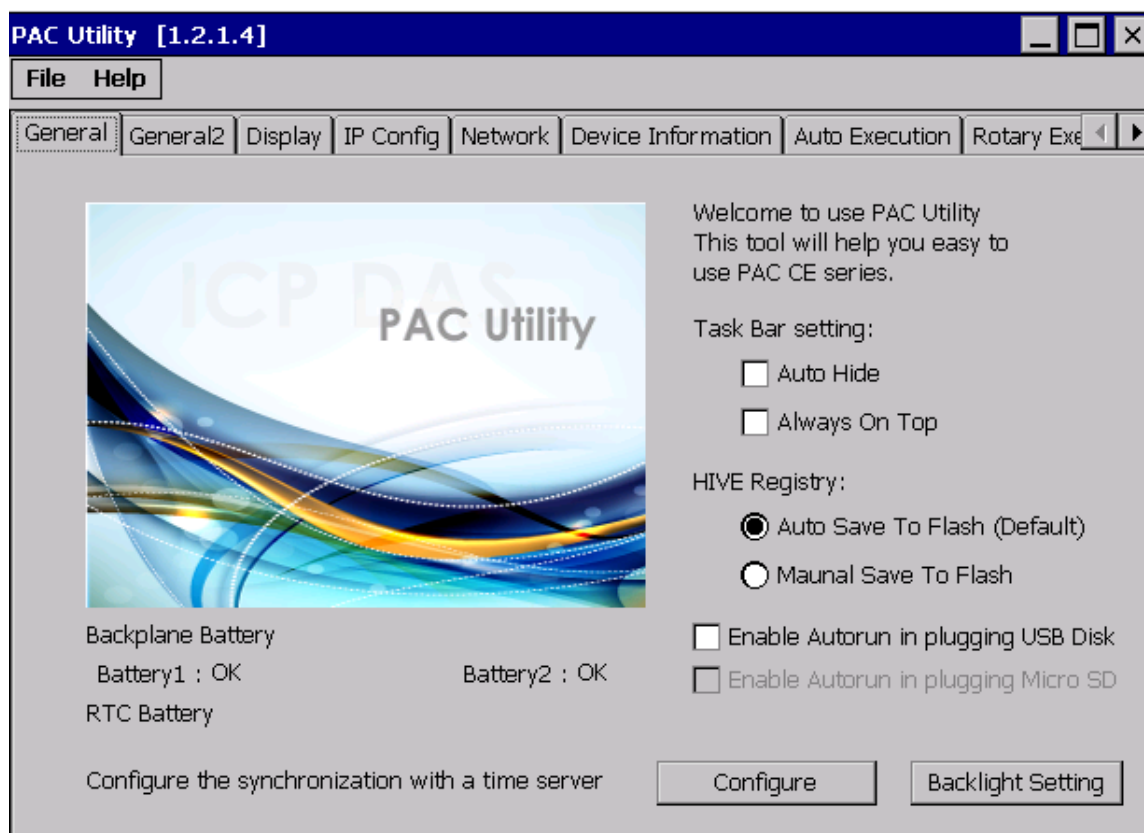 PAC Utility [1.2.1.4]
File Help
General General2 Display IP Config Network Device Information Auto Execution Rotary Exe
ICP DAS
PAC Utility
Welcome to use PAC Utility
This tool will help you easy to
use PAC CE series.
Task Bar setting:
Auto Hide
Always On Top
HIVE Registry:
Auto Save To Flash (Default)
Maunal Save To Flash
Enable Autorun in plugging USB Disk
Enable Autorun in plugging Micro SD
Backplane Battery
Battery1 : OK Battery2 : OK
RTC Battery
Configure the synchronization with a time server Configure Backlight Setting